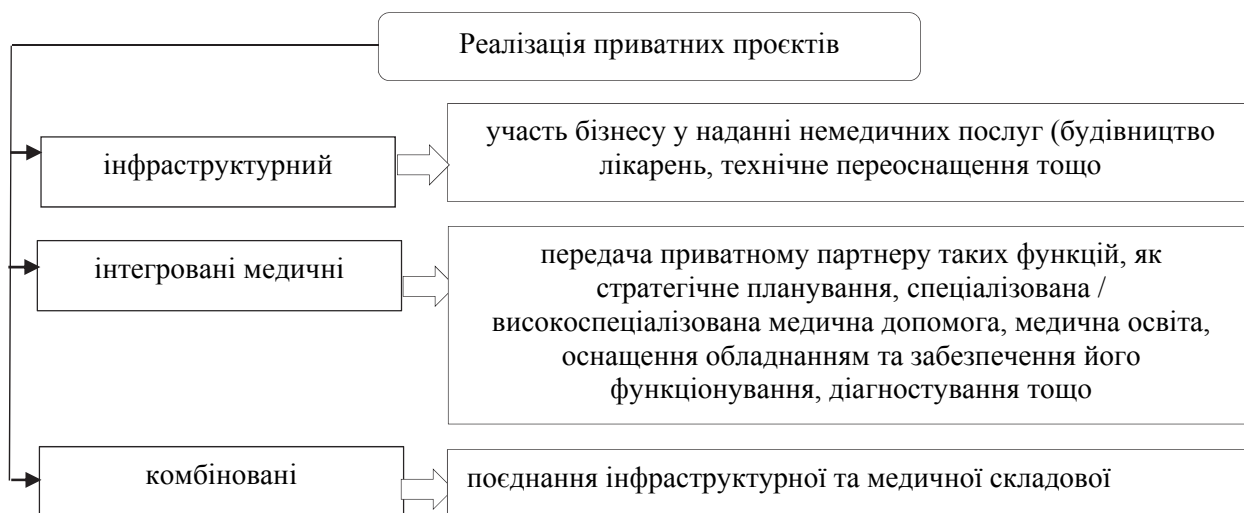 Реалізація приватних проєктів
інфраструктурний
участь бізнесу у наданні немедичних послуг (будівництво
лікарень, технічне переоснащення тощо
інтегровані медичні
передача приватному партнеру таких функцій, як
стратегічне планування, спеціалізована /
високоспеціалізована медична допомога, медична освіта,
оснащення обладнанням та забезпечення його
функціонування, діагностування тощо
комбіновані
поєднання інфраструктурної та медичної складової